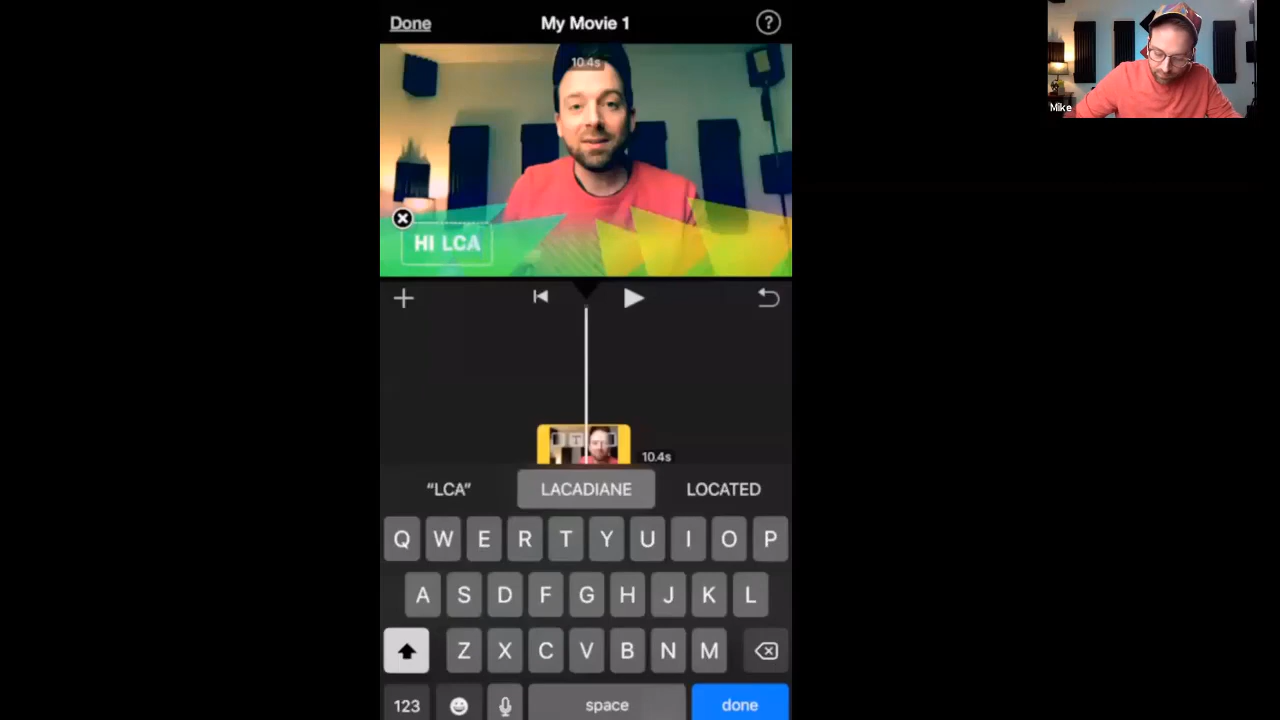 Done
My Movie 1
?
10.4s
Mike
HI LCA
10.4s
“LCA” LACADIANE LOCATED
Q W E R T Y U I O P
A S D F G H J K L
Z X C V B N M
123 space done